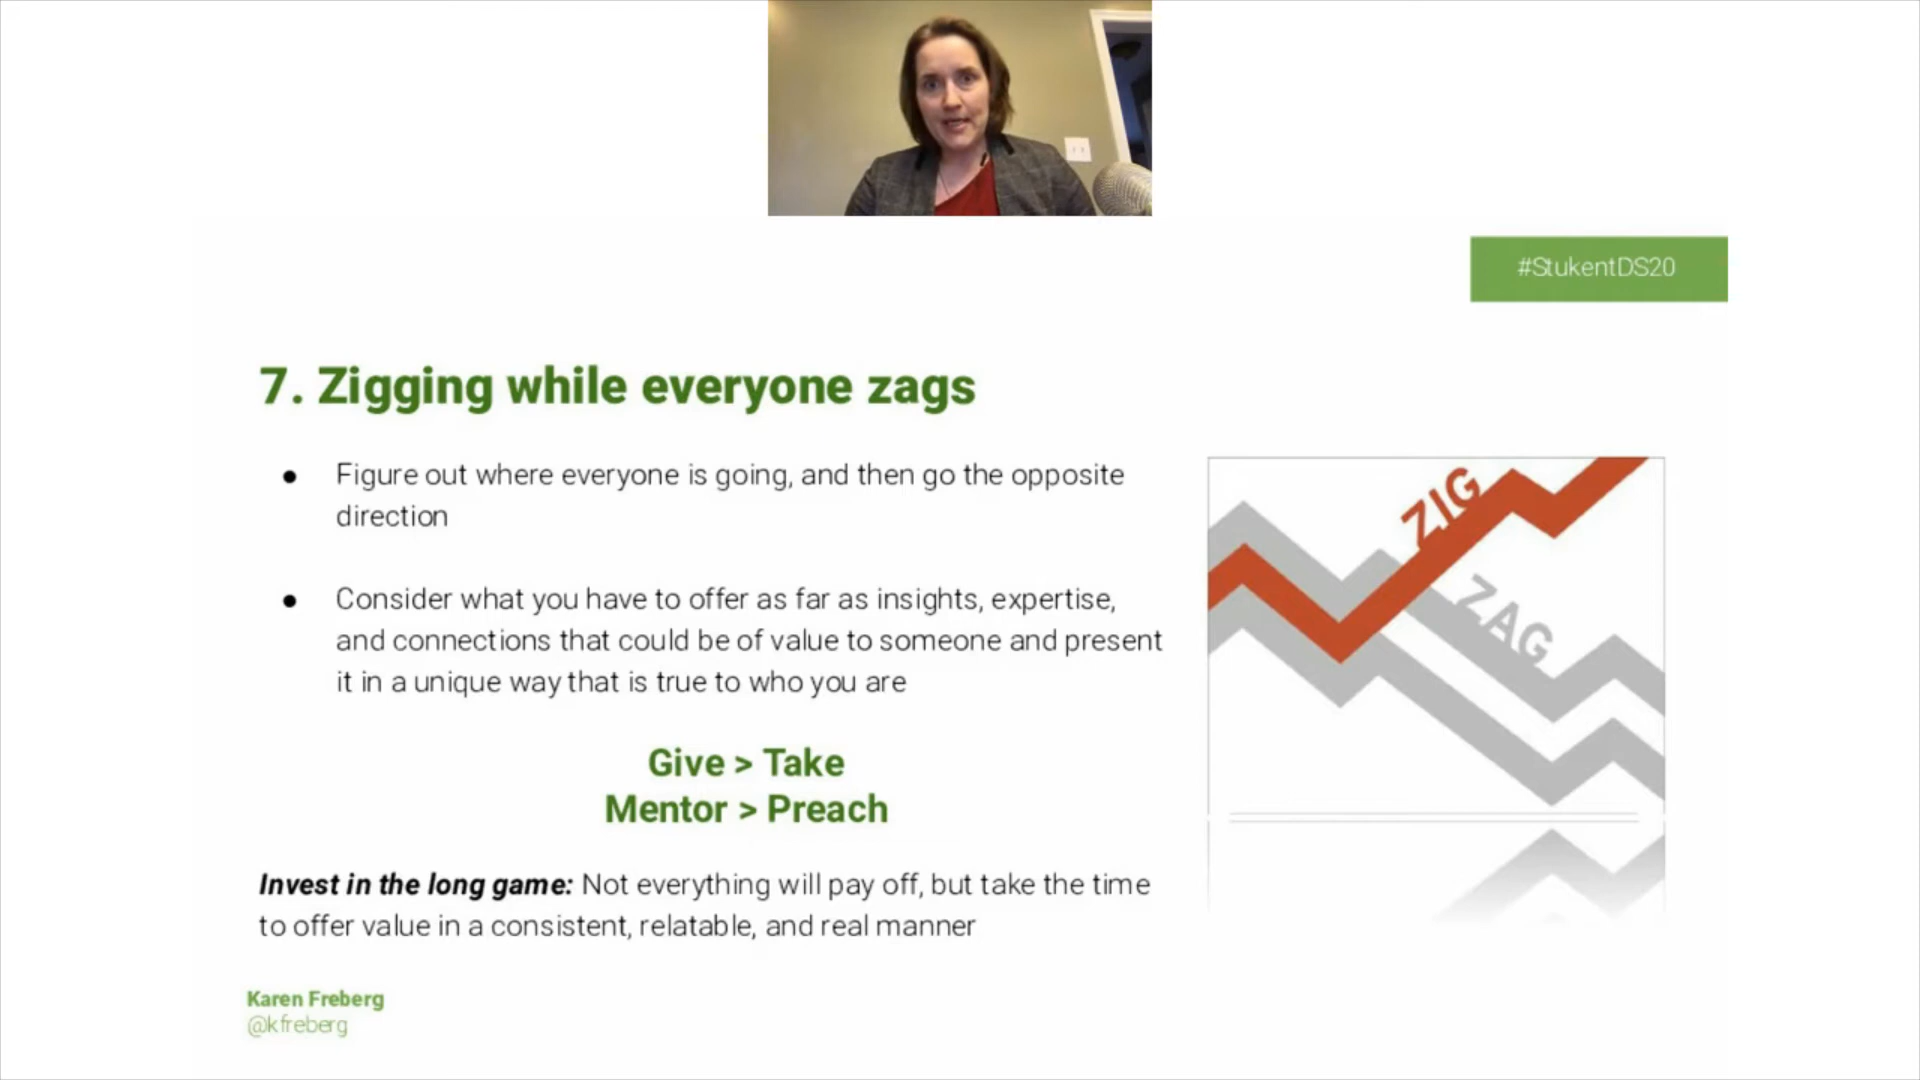 #StukentDS20
7. Zigging while everyone zags
● Figure out where everyone is going, and then go the opposite
direction
● Consider what you have to offer as far as insights, expertise,
and connections that could be of value to someone and present
it in a unique way that is true to who you are
ZIG
ZAG
Give > Take
Mentor > Preach
Invest in the long game: Not everything will pay off, but take the time
to offer value in a consistent, relatable, and real manner
Karen Freberg
@kfreberg